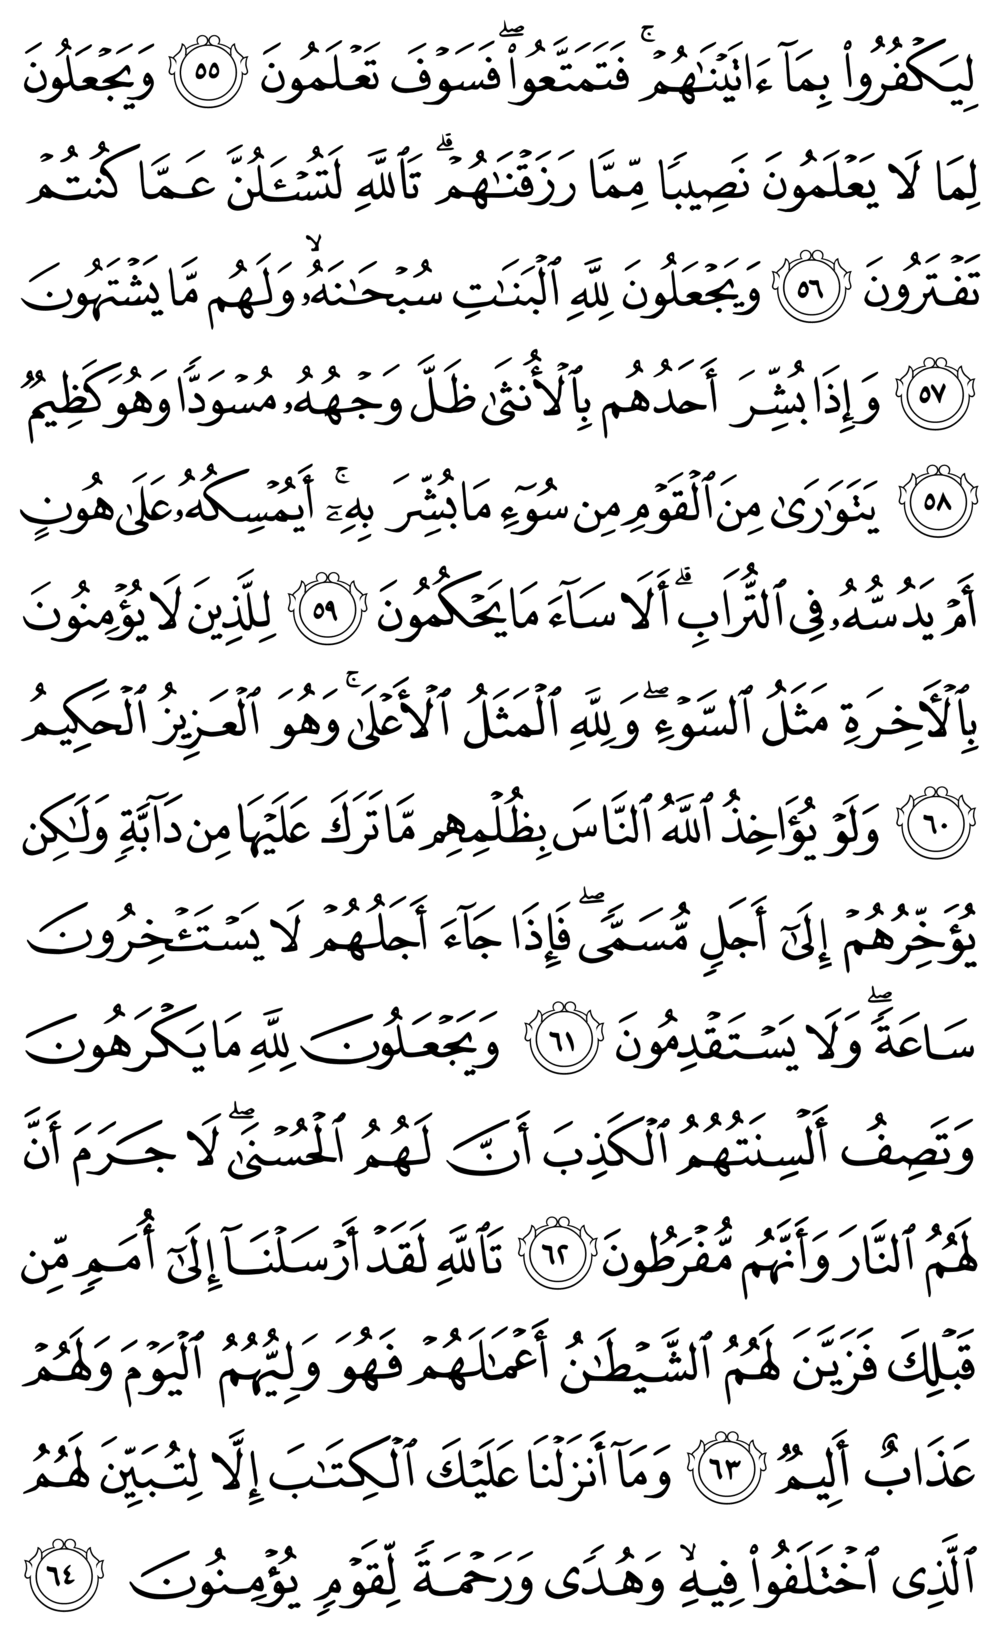 لِيَكْفُرُوا۟ بِمَآ ءَاتَيْنَـٰهُمْ ۚ فَتَمَتَّعُوا۟ ۖ فَسَوْفَ تَعْلَمُونَ ٥٥ وَيَجْعَلُونَ
لِمَا لَا يَعْلَمُونَ نَصِيبًا مِّمَّا رَزَقْنَـٰهُمْ ۗ تَٱللَّهِ لَتُسْـَٔلُنَّ عَمَّا كُنتُمْ
تَفْتَرُونَ ٥٦ وَيَجْعَلُونَ لِلَّهِ ٱلْبَنَـٰتِ سُبْحَـٰنَهُۥ ۙ وَلَهُم مَّا يَشْتَهُونَ
٥٧ وَإِذَا بُشِّرَ أَحَدُهُم بِٱلْأُنثَىٰ ظَلَّ وَجْهُهُۥ مُسْوَدًّا وَهُوَ كَظِيمٌ
٥٨ يَتَوَٰرَىٰ مِنَ ٱلْقَوْمِ مِن سُوٓءِ مَا بُشِّرَ بِهِۦٓ ۚ أَيُمْسِكُهُۥ عَلَىٰ هُونٍ
أَمْ يَدُسُّهُۥ فِى ٱلتُّرَابِ ۗ أَلَا سَآءَ مَا يَحْكُمُونَ ٥٩ لِلَّذِينَ لَا يُؤْمِنُونَ
بِٱلْـَٔاخِرَةِ مَثَلُ ٱلسَّوْءِ ۖ وَلِلَّهِ ٱلْمَثَلُ ٱلْأَعْلَىٰ ۚ وَهُوَ ٱلْعَزِيزُ ٱلْحَكِيمُ
٦٠ وَلَوْ يُؤَاخِذُ ٱللَّهُ ٱلنَّاسَ بِظُلْمِهِم مَّا تَرَكَ عَلَيْهَا مِن دَآبَّةٍ وَلَـٰكِن
يُؤَخِّرُهُمْ إِلَىٰٓ أَجَلٍ مُّسَمًّى ۖ فَإِذَا جَآءَ أَجَلُهُمْ لَا يَسْتَـْٔخِرُونَ
سَاعَةً ۖ وَلَا يَسْتَقْدِمُونَ ٦١ وَيَجْعَلُونَ لِلَّهِ مَا يَكْرَهُونَ
وَتَصِفُ أَلْسِنَتُهُمُ ٱلْكَذِبَ أَنَّ لَهُمُ ٱلْحُسْنَىٰ ۖ لَا جَرَمَ أَنَّ
لَهُمُ ٱلنَّارَ وَأَنَّهُم مُّفْرَطُونَ ٦٢ تَٱللَّهِ لَقَدْ أَرْسَلْنَآ إِلَىٰٓ أُمَمٍ مِّن
قَبْلِكَ فَزَيَّنَ لَهُمُ ٱلشَّيْطَـٰنُ أَعْمَـٰلَهُمْ فَهُوَ وَلِيُّهُمُ ٱلْيَوْمَ وَلَهُمْ
عَذَابٌ أَلِيمٌ ٦٣ وَمَآ أَنزَلْنَا عَلَيْكَ ٱلْكِتَـٰبَ إِلَّا لِتُبَيِّنَ لَهُمُ
ٱلَّذِى ٱخْتَلَفُوا۟ فِيهِ ۙ وَهُدًى وَرَحْمَةً لِّقَوْمٍ يُؤْمِنُونَ ٦٤